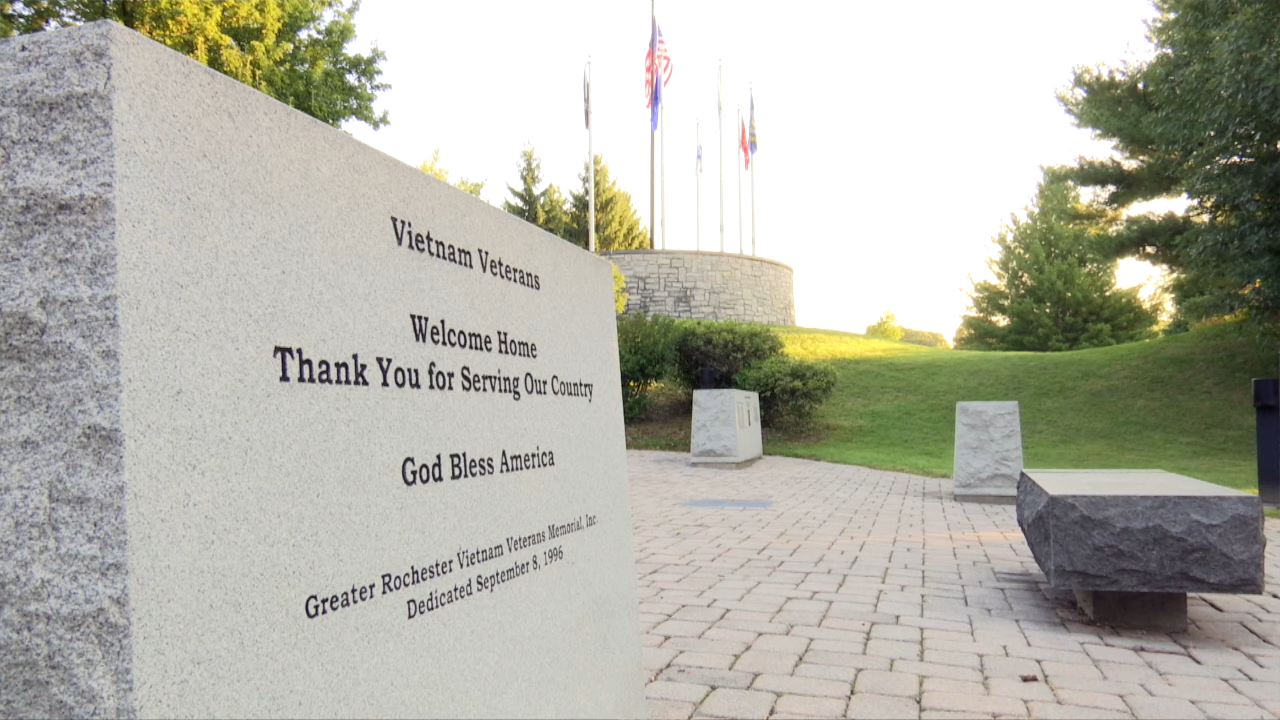 Vietnam Veterans
Welcome Home
Thank You for Serving Our Country
God Bless America
Greater Rochester Vietnam Veterans Memorial, Inc.
Dedicated September 8, 1996